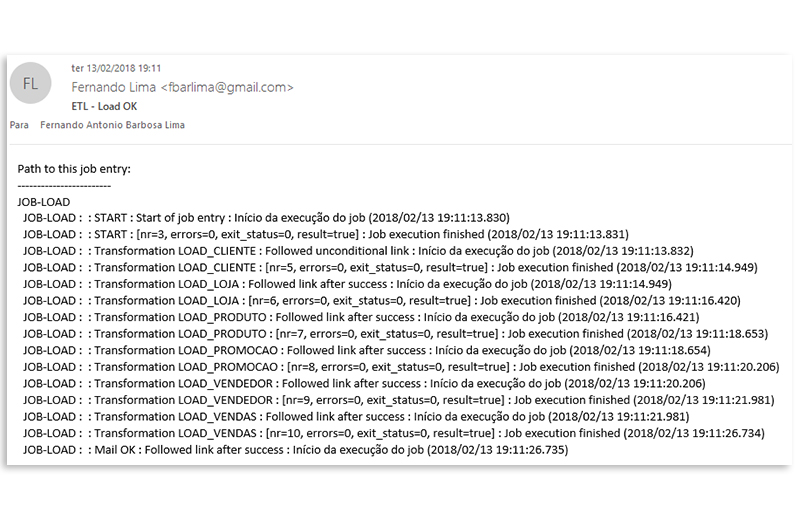 FL
ter 13/02/2018 19:11
Fernando Lima <fbarlima@gmail.com>
ETL - Load OK
Para Fernando Antonio Barbosa Lima
Path to this job entry:
------------------------
JOB-LOAD
JOB-LOAD : : START : Start of job entry : Início da execução do job (2018/02/13 19:11:13.830)
JOB-LOAD : : START : [nr=3, errors=0, exit_status=0, result=true] : Job execution finished (2018/02/13 19:11:13.831)
JOB-LOAD : : Transformation LOAD_CLIENTE : Followed unconditional link : Início da execução do job (2018/02/13 19:11:13.832)
JOB-LOAD : : Transformation LOAD_CLIENTE : [nr=5, errors=0, exit_status=0, result=true] : Job execution finished (2018/02/13 19:11:14.949)
JOB-LOAD : : Transformation LOAD_LOJA : Followed link after success : Início da execução do job (2018/02/13 19:11:14.949)
JOB-LOAD : : Transformation LOAD_LOJA : [nr=6, errors=0, exit_status=0, result=true] : Job execution finished (2018/02/13 19:11:16.420)
JOB-LOAD : : Transformation LOAD_PRODUTO : Followed link after success : Início da execução do job (2018/02/13 19:11:16.421)
JOB-LOAD : : Transformation LOAD_PRODUTO : [nr=7, errors=0, exit_status=0, result=true] : Job execution finished (2018/02/13 19:11:18.653)
JOB-LOAD : : Transformation LOAD_PROMOCAO : Followed link after success : Início da execução do job (2018/02/13 19:11:18.654)
JOB-LOAD : : Transformation LOAD_PROMOCAO : [nr=8, errors=0, exit_status=0, result=true] : Job execution finished (2018/02/13 19:11:20.206)
JOB-LOAD : : Transformation LOAD_VENDEDOR : Followed link after success : Início da execução do job (2018/02/13 19:11:20.206)
JOB-LOAD : : Transformation LOAD_VENDEDOR : [nr=9, errors=0, exit_status=0, result=true] : Job execution finished (2018/02/13 19:11:21.981)
JOB-LOAD : : Transformation LOAD_VENDAS : Followed link after success : Início da execução do job (2018/02/13 19:11:21.981)
JOB-LOAD : : Transformation LOAD_VENDAS : [nr=10, errors=0, exit_status=0, result=true] : Job execution finished (2018/02/13 19:11:26.734)
JOB-LOAD : : Mail OK : Followed link after success : Início da execução do job (2018/02/13 19:11:26.735)